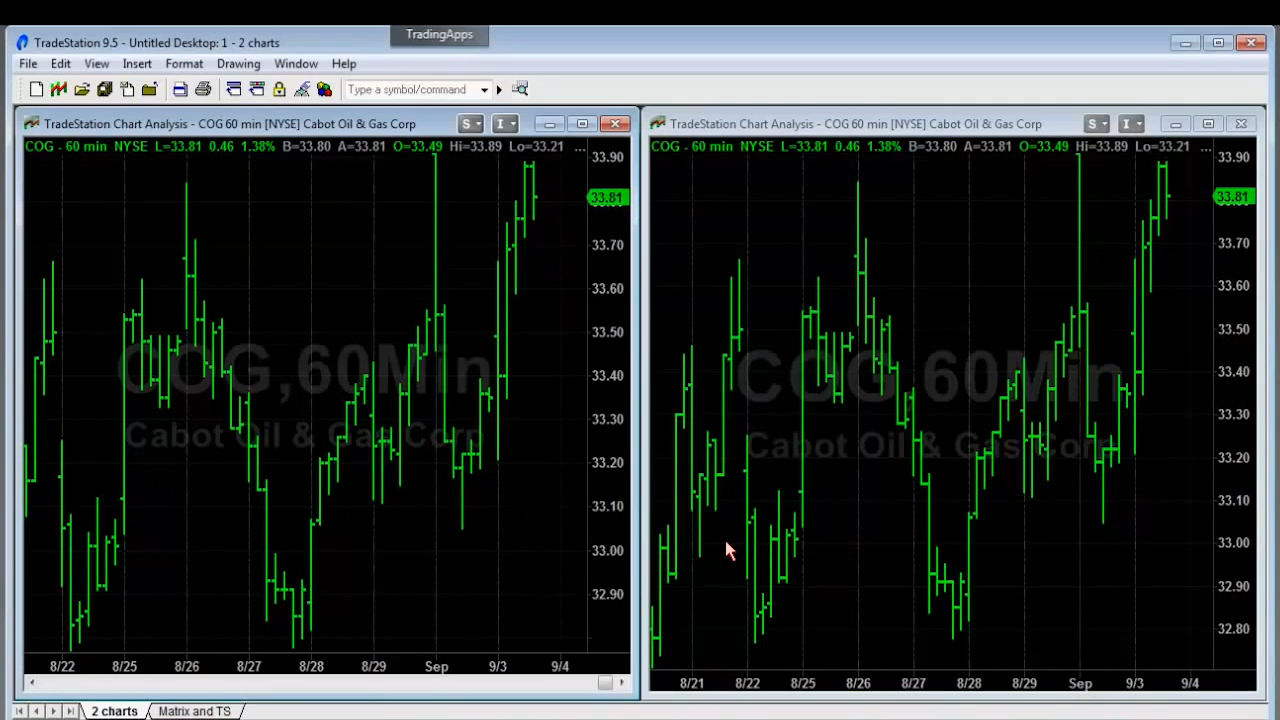 TradingApps
TradeStation 9.5 - Untitled Desktop: 1 - 2 charts
File Edit View Insert Format Drawing Window Help
Type a symbol/command
TradeStation Chart Analysis - COG 60 min [NYSE] Cabot Oil & Gas Corp
S
I
COG - 60 min NYSE L=33.81 0.46 1.38% B=33.80 A=33.81 O=33.49 Hi=33.89 Lo=33.21 ...
33.90
33.81
33.70
33.60
33.50
33.40
33.30
33.20
33.10
33.00
32.90
COG,60Min
Cabot Oil & Gas Corp
8/22 8/25 8/26 8/27 8/28 8/29 Sep 9/3 9/4
TradeStation Chart Analysis - COG 60 min [NYSE] Cabot Oil & Gas Corp
S
I
COG - 60 min NYSE L=33.81 0.46 1.38% B=33.80 A=33.81 O=33.49 Hi=33.89 Lo=33.21 ...
33.90
33.81
33.70
33.60
33.50
33.40
33.30
33.20
33.10
33.00
32.90
32.80
COG,60Min
Cabot Oil & Gas Corp
8/21 8/22 8/25 8/26 8/27 8/28 8/29 Sep 9/3 9/4
2 charts Matrix and TS